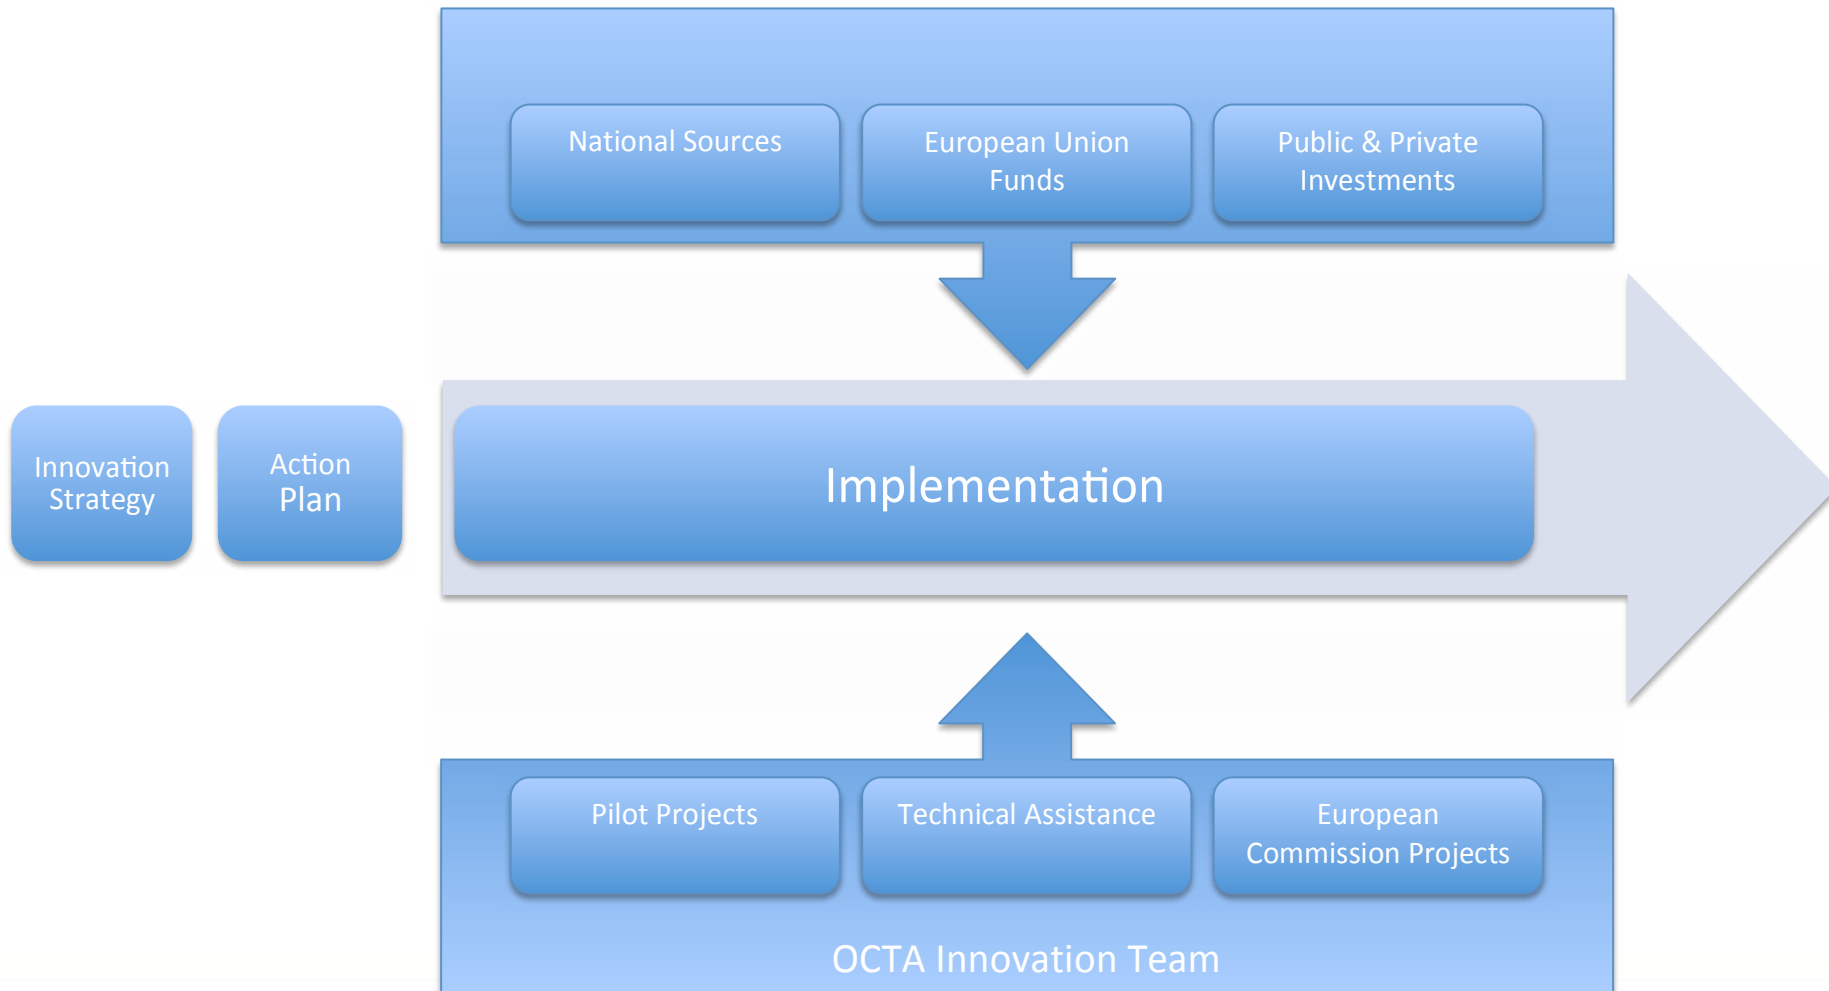 National Sources
European Union
Funds
Public & Private
Investments
Innovation
Strategy
Action
Plan
Implementation
Pilot Projects
Technical Assistance
European
Commission Projects
OCTA Innovation Team